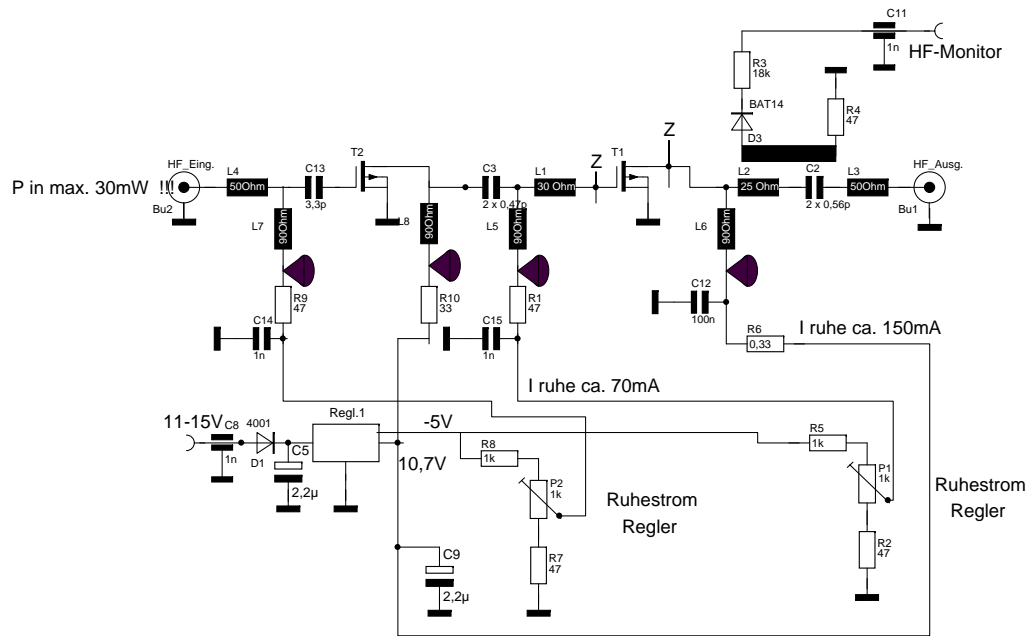 C11
1n
HF-Monitor
R3
18k
BAT14
D3
R4
47
P in max. 30mW !!!
HF_Eing.
Bu2
L4
50Ohm
C13
3,3p
T2
C3
2 x 0,47p
L1
30 Ohm
Z
T1
Z
L2
25 Ohm
C2
2 x 0,56p
L3
50Ohm
HF_Ausg.
Bu1
L7
90Ohm
L8
90Ohm
L5
90Ohm
L6
90Ohm
R9
47
R10
33
R1
47
C12
100n
C14
1n
C15
1n
R6
0,33
I ruhe ca. 150mA
I ruhe ca. 70mA
11-15V
C8
1n
4001
D1
C5
2,2µ
Regl.1
-5V
10,7V
R8
1k
P2
1k
R7
47
Ruhestrom
Regler
R5
1k
P1
1k
R2
47
Ruhestrom
Regler
C9
2,2µ